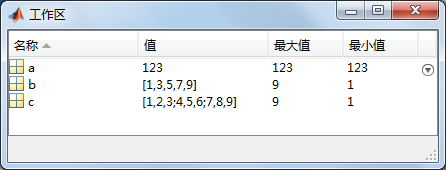 工作区
名称 值 最大值 最小值
a 123 123 123
b [1,3,5,7,9] 9 1
c [1,2,3;4,5,6;7,8,9] 9 1